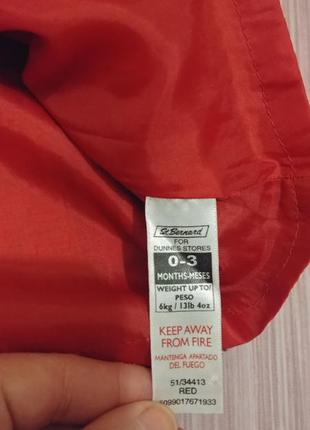 St.Bernard
FOR
DUNNES STORES
0-3
MONTHS-MESES
WEIGHT UP TO/
PESO
6kg / 13lb 4oz
KEEP AWAY
FROM FIRE
MANTENGA APARTADO
DEL FUEGO
51/34413
RED
5099017671933